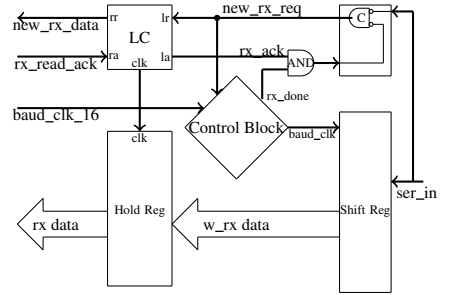 rr
lr
new_rx_req
C
new_rx_data
LC
rx_ack
rx_read_ack
ra
la
clk
AND
rx_done
baud_clk_16
Control Block
baud_clk
clk
ser_in
rx data
Hold Reg
w_rx data
Shift Reg